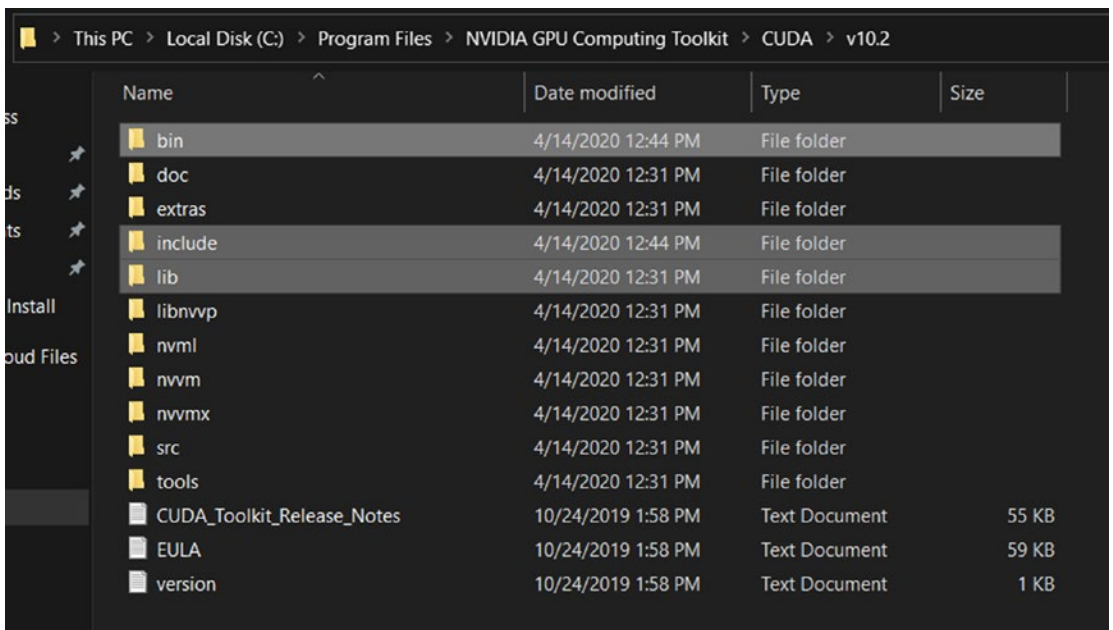 > This PC > Local Disk (C:) > Program Files > NVIDIA GPU Computing Toolkit > CUDA > v10.2
Name Date modified Type Size
ss
bin 4/14/2020 12:44 PM File folder
doc 4/14/2020 12:31 PM File folder
ds
extras 4/14/2020 12:31 PM File folder
ts
include 4/14/2020 12:44 PM File folder
lib 4/14/2020 12:31 PM File folder
Install
libnvvp 4/14/2020 12:31 PM File folder
nvml 4/14/2020 12:31 PM File folder
oud Files
nvvm 4/14/2020 12:31 PM File folder
nvvmx 4/14/2020 12:31 PM File folder
src 4/14/2020 12:31 PM File folder
tools 4/14/2020 12:31 PM File folder
CUDA_Toolkit_Release_Notes 10/24/2019 1:58 PM Text Document 55 KB
EULA 10/24/2019 1:58 PM Text Document 59 KB
version 10/24/2019 1:58 PM Text Document 1 KB